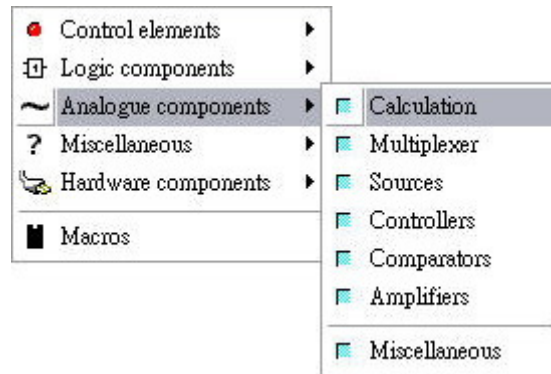 Control elements
Logic components
Analogue components
? Miscellaneous
Hardware components
Macros
Calculation
Multiplexer
Sources
Controllers
Comparators
Amplifiers
Miscellaneous